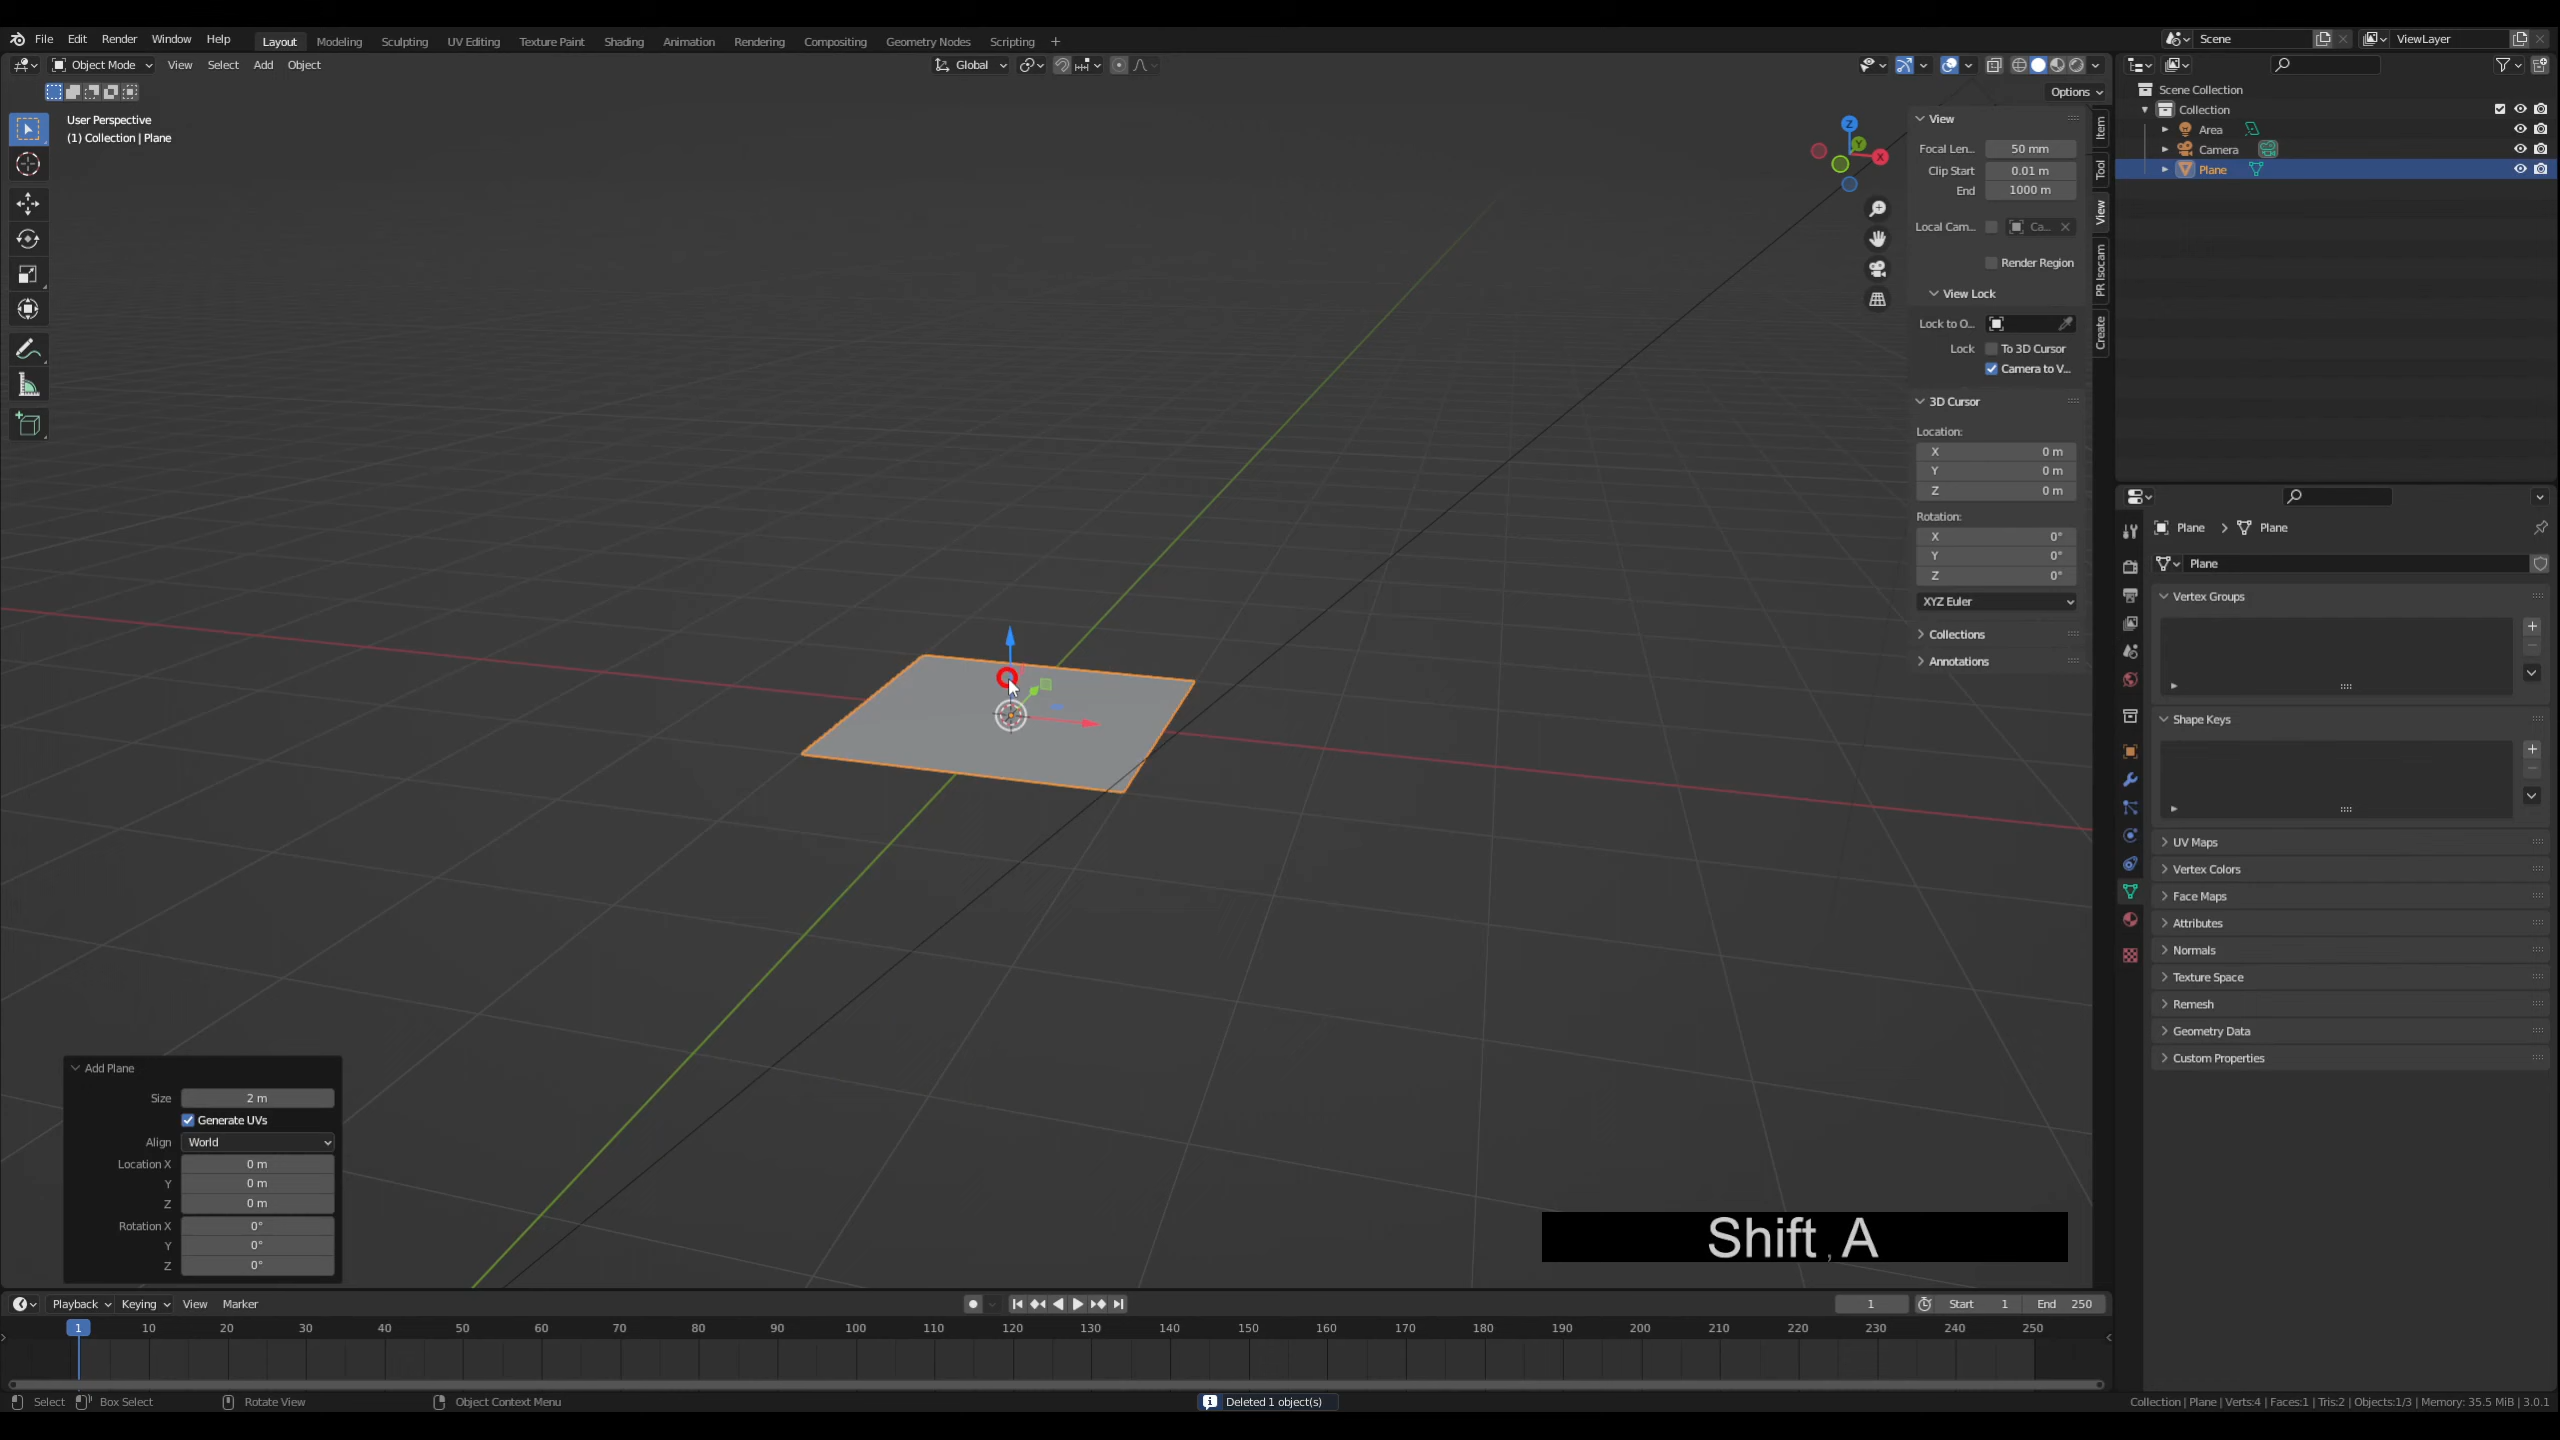 File Edit Render Window Help Layout Modeling Sculpting UV Editing Texture Paint Shading Animation Rendering Compositing Geometry Nodes Scripting + Scene ViewLayer
Object Mode View Select Add Object Global
Options
User Perspective
(1) Collection | Plane
Z
Y
X
View
Focal Len... 50 mm
Clip Start 0.01 m
End 1000 m
Local Cam... Ca...
Render Region
View Lock
Lock to O...
Lock To 3D Cursor
Camera to V...
3D Cursor
Location:
X 0 m
Y 0 m
Z 0 m
Rotation:
X 0°
Y 0°
Z 0°
XYZ Euler
Collections
Annotations
Item
Tool
View
PR Isocam
Create
Scene Collection
Collection
Area
Camera
Plane
Plane > Plane
Plane
Vertex Groups
Shape Keys
UV Maps
Vertex Colors
Face Maps
Attributes
Normals
Texture Space
Remesh
Geometry Data
Custom Properties
Add Plane
Size 2 m
Generate UVs
Align World
Location X 0 m
Y 0 m
Z 0 m
Rotation X 0°
Y 0°
Z 0°
Shift , A
Playback Keying View Marker 1 Start 1 End 250
1 10 20 30 40 50 60 70 80 90 100 110 120 130 140 150 160 170 180 190 200 210 220 230 240 250
Select Box Select Rotate View Object Context Menu Deleted 1 object(s) Collection | Plane | Verts:4 | Faces:1 | Tris:2 | Objects:1/3 | Memory: 35.5 MiB | 3.0.1